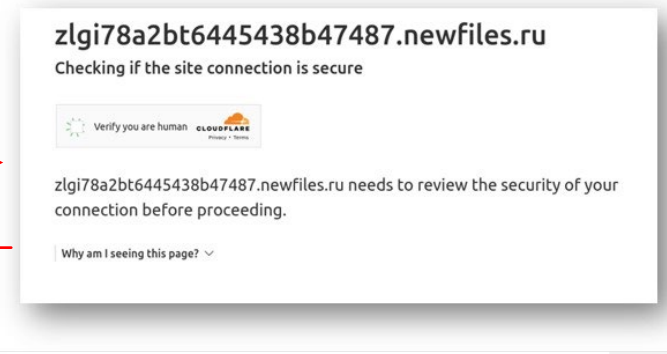 zlgi78a2bt6445438b47487.newfiles.ru
Checking if the site connection is secure
Verify you are human
CLOUDFLARE
Privacy • Terms
zlgi78a2bt6445438b47487.newfiles.ru needs to review the security of your
connection before proceeding.
Why am I seeing this page?